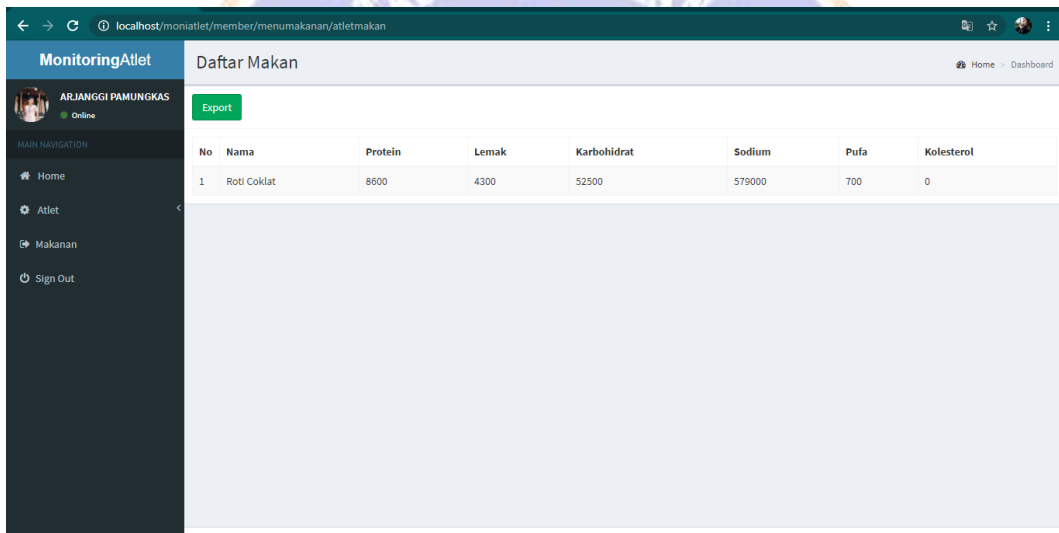 localhost/moniatlet/member/menumakanan/atletmakan
MonitoringAtlet
Daftar Makan
Home > Dashboard
ARJANGGI PAMUNGKAS
Online
Export
MAIN NAVIGATION
No Nama Protein Lemak Karbohidrat Sodium Pufa Kolesterol
1 Roti Coklat 8600 4300 52500 579000 700 0
Home
Atlet
Makanan
Sign Out